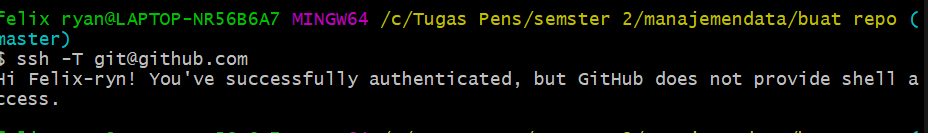 felix ryan@LAPTOP-NR56B6A7 MINGW64 /c/Tugas Pens/semster 2/manajemendata/buat repo (
master)
$ ssh -T git@github.com
Hi Felix-ryn! You've successfully authenticated, but GitHub does not provide shell a
ccess.